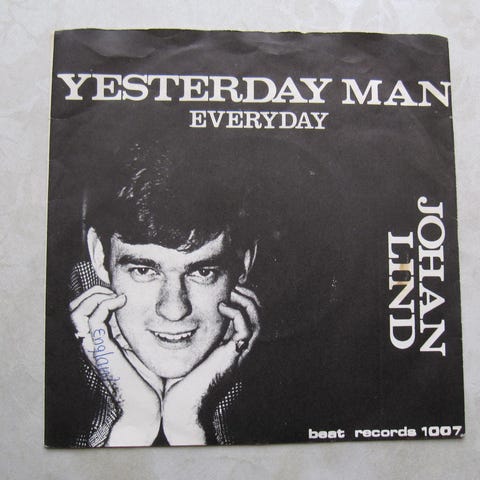 YESTERDAY MAN
EVERYDAY
JOHAN
LIND
beat records 1007